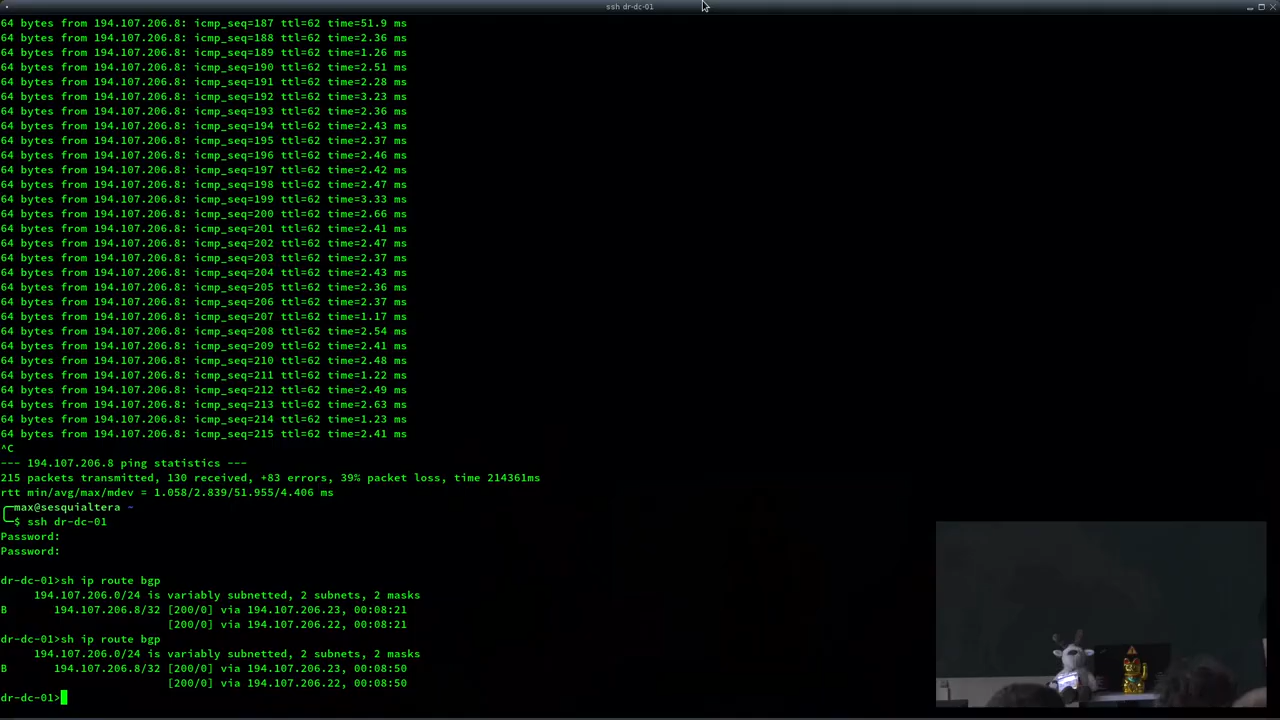 ssh dr-dc-01
64 bytes from 194.107.206.8: icmp_seq=187 ttl=62 time=51.9 ms
64 bytes from 194.107.206.8: icmp_seq=188 ttl=62 time=2.36 ms
64 bytes from 194.107.206.8: icmp_seq=189 ttl=62 time=1.26 ms
64 bytes from 194.107.206.8: icmp_seq=190 ttl=62 time=2.51 ms
64 bytes from 194.107.206.8: icmp_seq=191 ttl=62 time=2.28 ms
64 bytes from 194.107.206.8: icmp_seq=192 ttl=62 time=3.23 ms
64 bytes from 194.107.206.8: icmp_seq=193 ttl=62 time=2.36 ms
64 bytes from 194.107.206.8: icmp_seq=194 ttl=62 time=2.43 ms
64 bytes from 194.107.206.8: icmp_seq=195 ttl=62 time=2.37 ms
64 bytes from 194.107.206.8: icmp_seq=196 ttl=62 time=2.46 ms
64 bytes from 194.107.206.8: icmp_seq=197 ttl=62 time=2.42 ms
64 bytes from 194.107.206.8: icmp_seq=198 ttl=62 time=2.47 ms
64 bytes from 194.107.206.8: icmp_seq=199 ttl=62 time=3.33 ms
64 bytes from 194.107.206.8: icmp_seq=200 ttl=62 time=2.66 ms
64 bytes from 194.107.206.8: icmp_seq=201 ttl=62 time=2.41 ms
64 bytes from 194.107.206.8: icmp_seq=202 ttl=62 time=2.47 ms
64 bytes from 194.107.206.8: icmp_seq=203 ttl=62 time=2.37 ms
64 bytes from 194.107.206.8: icmp_seq=204 ttl=62 time=2.43 ms
64 bytes from 194.107.206.8: icmp_seq=205 ttl=62 time=2.36 ms
64 bytes from 194.107.206.8: icmp_seq=206 ttl=62 time=2.37 ms
64 bytes from 194.107.206.8: icmp_seq=207 ttl=62 time=1.17 ms
64 bytes from 194.107.206.8: icmp_seq=208 ttl=62 time=2.54 ms
64 bytes from 194.107.206.8: icmp_seq=209 ttl=62 time=2.41 ms
64 bytes from 194.107.206.8: icmp_seq=210 ttl=62 time=2.48 ms
64 bytes from 194.107.206.8: icmp_seq=211 ttl=62 time=1.22 ms
64 bytes from 194.107.206.8: icmp_seq=212 ttl=62 time=2.49 ms
64 bytes from 194.107.206.8: icmp_seq=213 ttl=62 time=2.63 ms
64 bytes from 194.107.206.8: icmp_seq=214 ttl=62 time=1.23 ms
64 bytes from 194.107.206.8: icmp_seq=215 ttl=62 time=2.41 ms
^C
--- 194.107.206.8 ping statistics ---
215 packets transmitted, 130 received, +83 errors, 39% packet loss, time 214361ms
rtt min/avg/max/mdev = 1.058/2.839/51.955/4.406 ms
╭─max@sesquialtera ~
╰─$ ssh dr-dc-01
Password:
Password:
dr-dc-01>sh ip route bgp
194.107.206.0/24 is variably subnetted, 2 subnets, 2 masks
B 194.107.206.8/32 [200/0] via 194.107.206.23, 00:08:21
[200/0] via 194.107.206.22, 00:08:21
dr-dc-01>sh ip route bgp
194.107.206.0/24 is variably subnetted, 2 subnets, 2 masks
B 194.107.206.8/32 [200/0] via 194.107.206.23, 00:08:50
[200/0] via 194.107.206.22, 00:08:50
dr-dc-01>